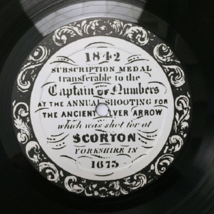 1842
SUBSCRIPTION MEDAL
transferable to the
Captain OF Numbers
AT THE ANNUAL SHOOTING FOR
THE ANCIENT SILVER ARROW
which was shot for at
SCORTON
YORKSHIRE IN
1673